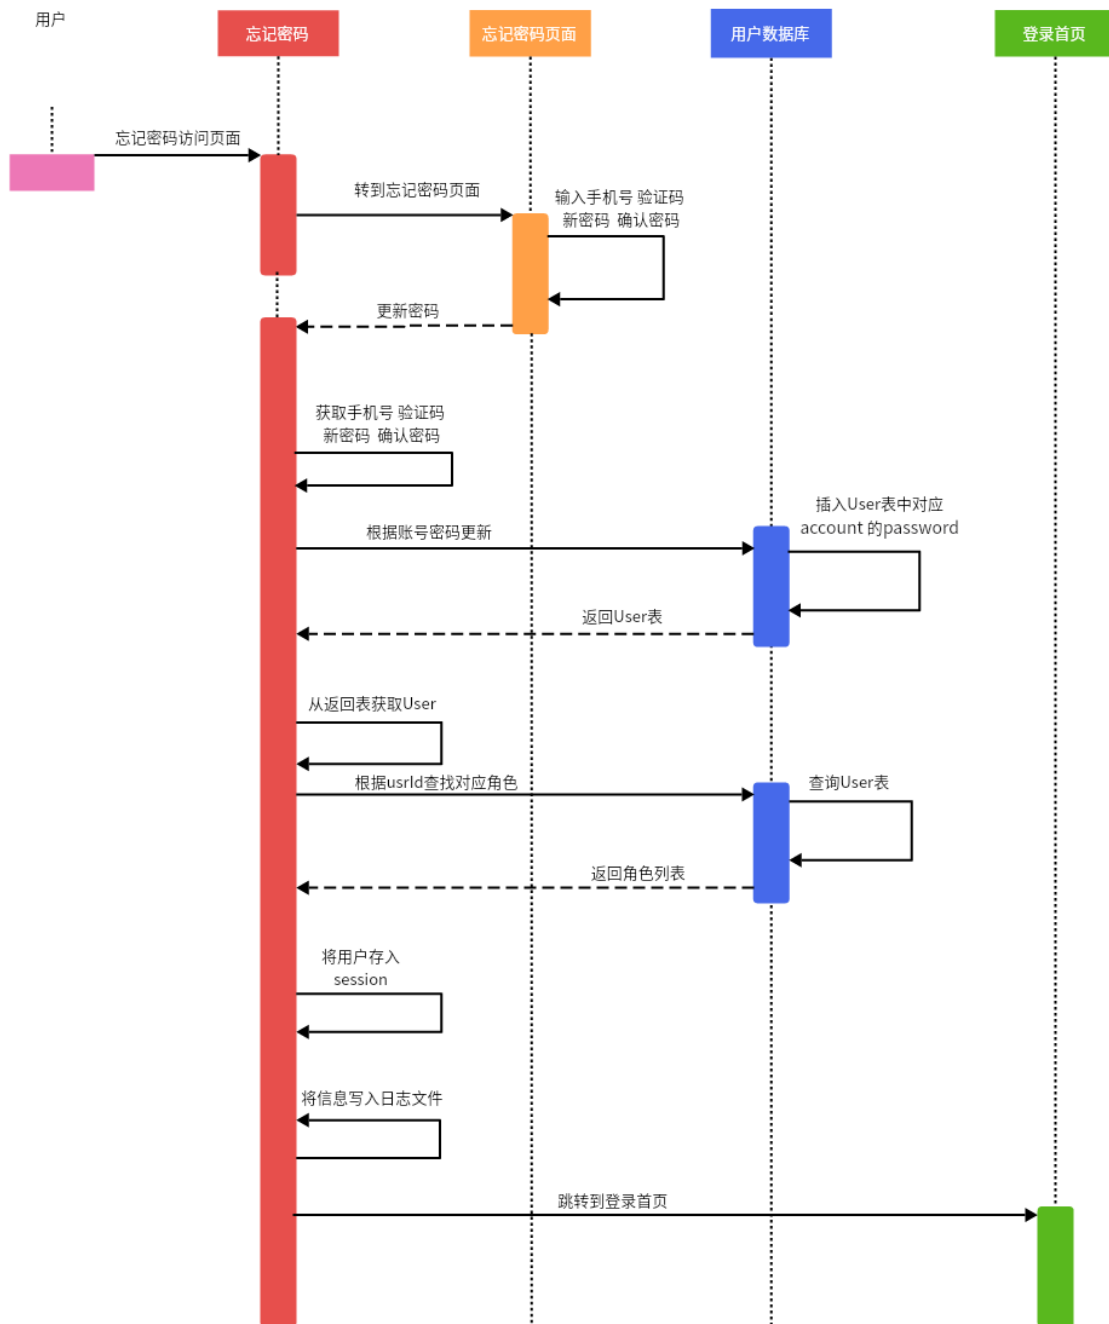 用户
忘记密码
忘记密码页面
用户数据库
登录首页
忘记密码访问页面
转到忘记密码页面
输入手机号 验证码
新密码 确认密码
更新密码
获取手机号 验证码
新密码 确认密码
插入User表中对应
account 的password
根据账号密码更新
返回User表
从返回表获取User
根据usrId查找对应角色
查询User表
返回角色列表
将用户存入
session
将信息写入日志文件
跳转到登录首页